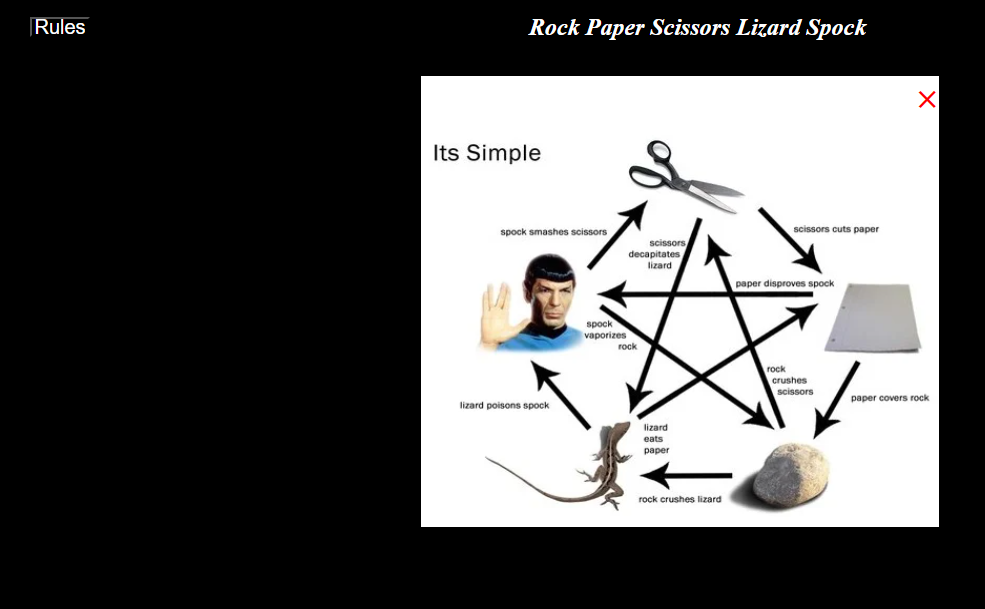 Rules
Rock Paper Scissors Lizard Spock
Its Simple
spock smashes scissors
scissors cuts paper
scissors
decapitates
lizard
paper disproves spock
spock
vaporizes
rock
rock
crushes
scissors
lizard poisons spock
paper covers rock
lizard
eats
paper
rock crushes lizard